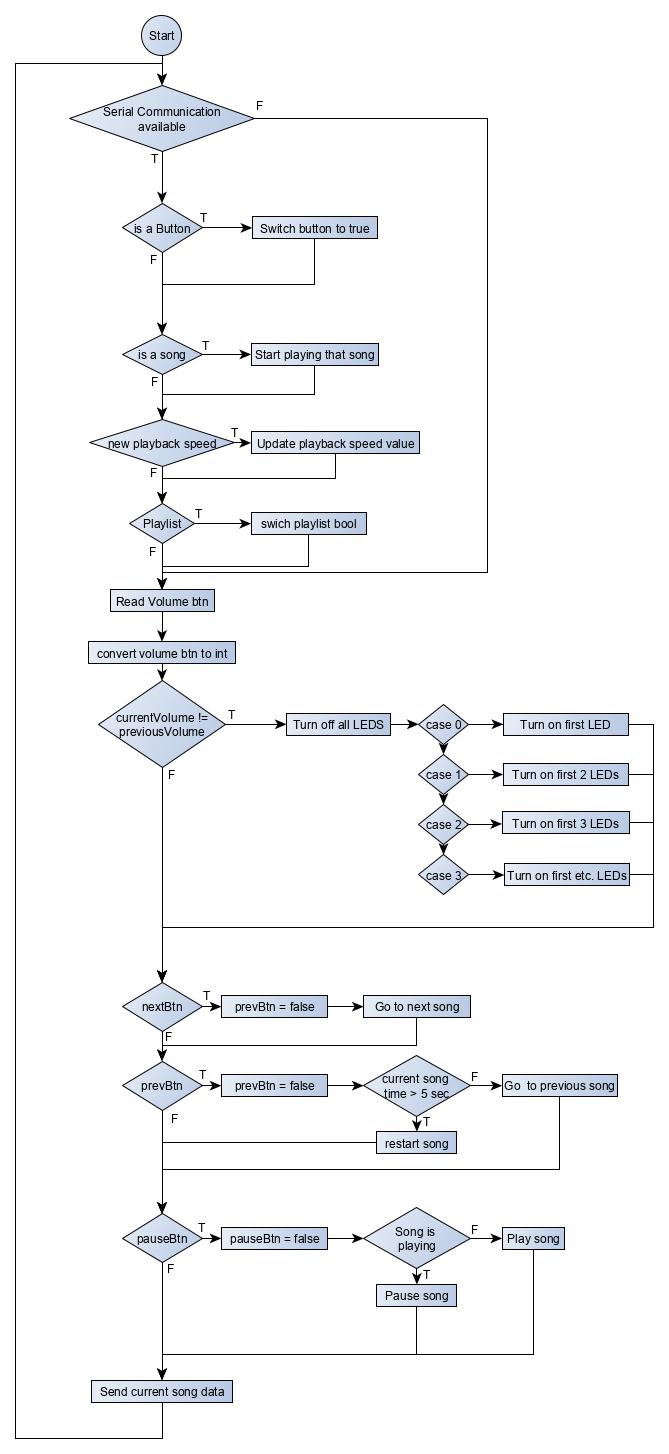 Start
Serial Communication
available
F
T
is a Button
T
Switch button to true
F
is a song
T
Start playing that song
F
new playback speed
T
Update playback speed value
F
Playlist
T
swich playlist bool
F
Read Volume btn
convert volume btn to int
currentVolume !=
previousVolume
T
Turn off all LEDS
case 0
Turn on first LED
F
case 1
Turn on first 2 LEDs
case 2
Turn on first 3 LEDs
case 3
Turn on first etc. LEDs
nextBtn
T
prevBtn = false
Go to next song
F
prevBtn
T
prevBtn = false
current song
time > 5 sec
F
Go  to previous song
T
F
restart song
pauseBtn
T
pauseBtn = false
Song is
playing
F
Play song
T
F
Pause song
Send current song data